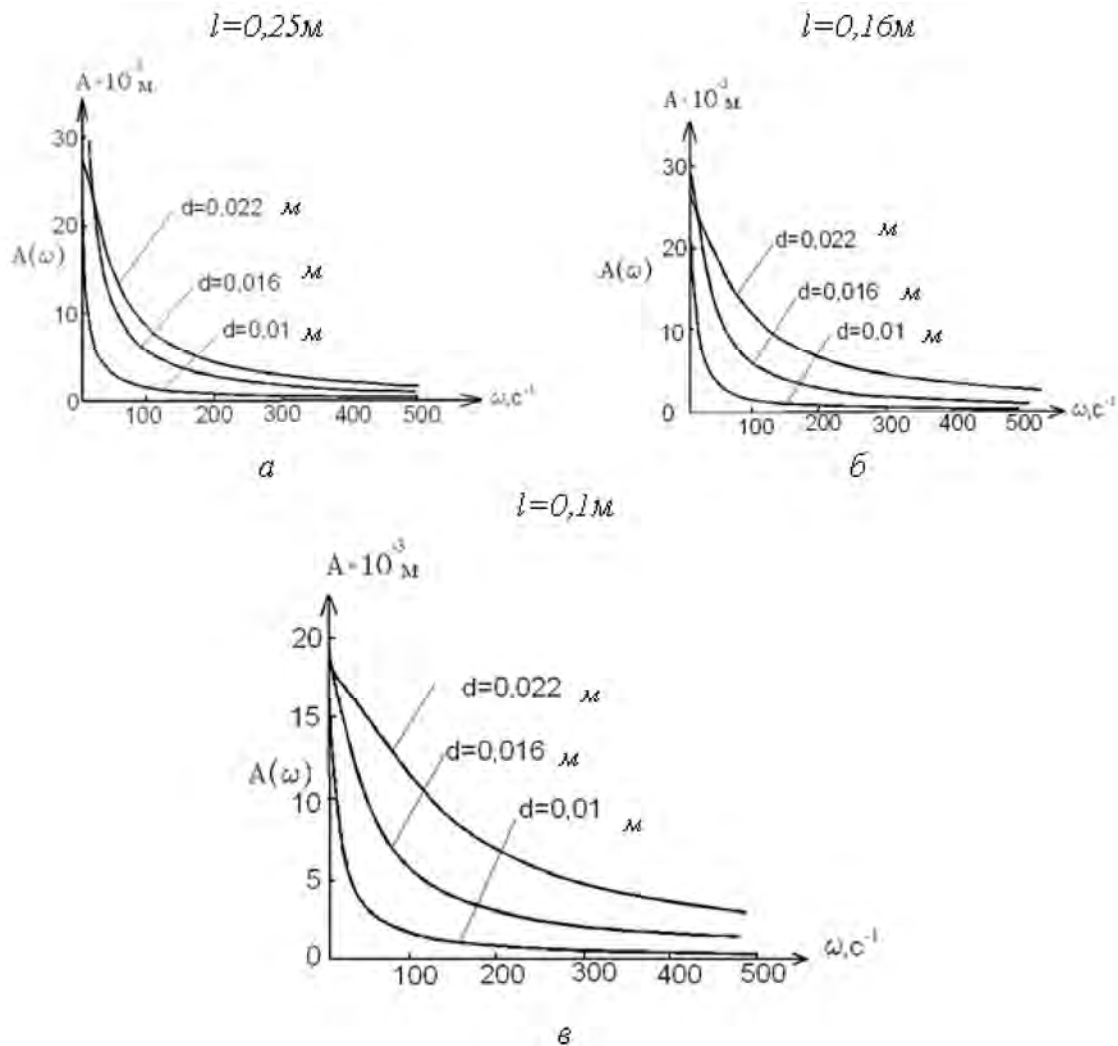 l=0,25м
A·10⁻³м
30
20
A(ω)
10
0
100 200 300 400 500
ω,с⁻¹
d=0.022 м
d=0,016 м
d=0,01 м
а
l=0,16м
A·10⁻³м
30
20
A(ω)
10
0
100 200 300 400 500
ω,с⁻¹
d=0,022 м
d=0,016 м
d=0.01 м
б
l=0,1м
A·10⁻³м
20
15
A(ω)
10
5
0
100 200 300 400 500
ω,с⁻¹
d=0.022 м
d=0,016 м
d=0,01 м
в